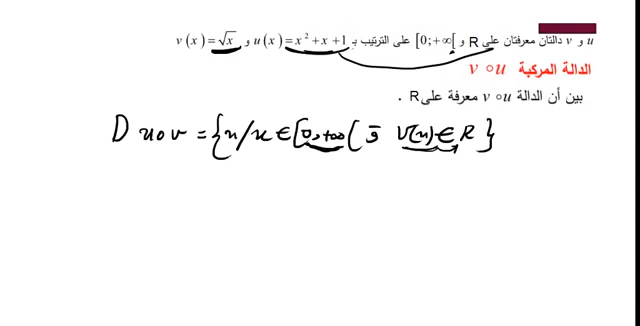 u و v دالتان معرفتان على R و [0;+∞[ على الترتيب بـ u(x)=x²+x+1 و v(x)=√x
الدالة المركبة v∘u
بين أن الدالة v∘u معرفة على R .
D u∘v = {x/x∈[0,+∞[ و V(x)∈R}